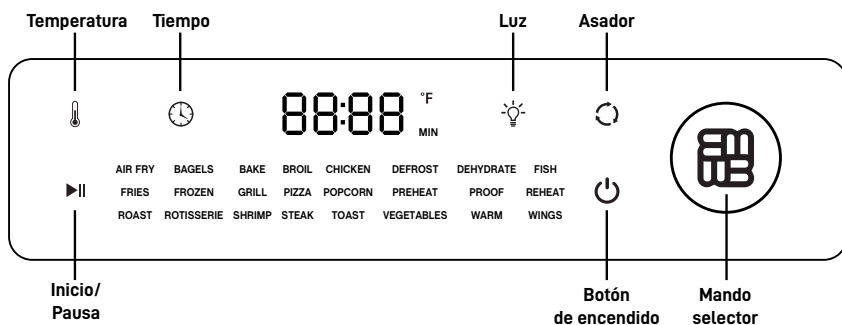 Temperatura Tiempo Luz Asador
88:88 °F
MIN
AIR FRY BAGELS BAKE BROIL CHICKEN DEFROST DEHYDRATE FISH
FRIES FROZEN GRILL PIZZA POPCORN PREHEAT PROOF REHEAT
ROAST ROTISSERIE SHRIMP STEAK TOAST VEGETABLES WARM WINGS
Inicio/
Pausa
Botón
de encendido
Mando
selector